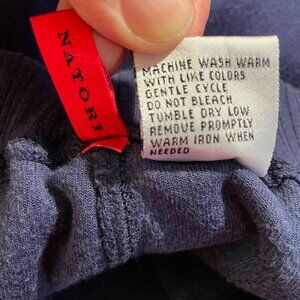 NATORI
MACHINE WASH WARM
WITH LIKE COLORS
GENTLE CYCLE
DO NOT BLEACH
TUMBLE DRY LOW
REMOVE PROMPTLY
WARM IRON WHEN
NEEDED